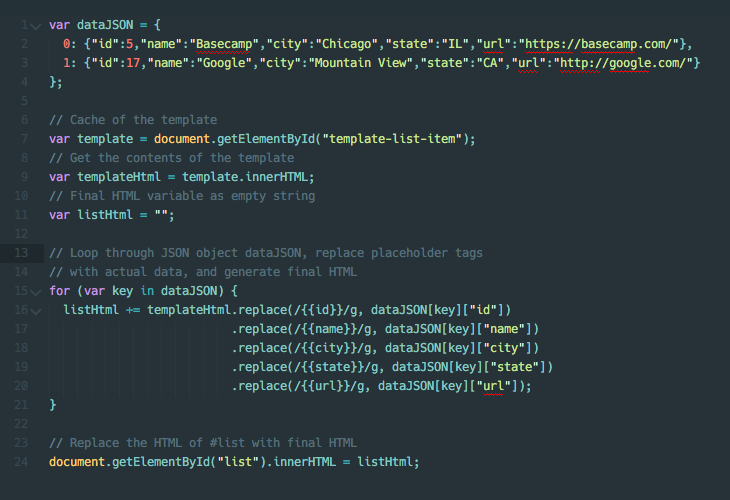 1 var dataJSON = {
2 0: {"id":5,"name":"Basecamp","city":"Chicago","state":"IL","url":"https://basecamp.com/"},
3 1: {"id":17,"name":"Google","city":"Mountain View","state":"CA","url":"http://google.com/"}
4 };
5
6 // Cache of the template
7 var template = document.getElementById("template-list-item");
8 // Get the contents of the template
9 var templateHtml = template.innerHTML;
10 // Final HTML variable as empty string
11 var listHtml = "";
12
13 // Loop through JSON object dataJSON, replace placeholder tags
14 // with actual data, and generate final HTML
15 for (var key in dataJSON) {
16 listHtml += templateHtml.replace(/{{id}}/g, dataJSON[key]["id"])
17 .replace(/{{name}}/g, dataJSON[key]["name"])
18 .replace(/{{city}}/g, dataJSON[key]["city"])
19 .replace(/{{state}}/g, dataJSON[key]["state"])
20 .replace(/{{url}}/g, dataJSON[key]["url"]);
21 }
22
23 // Replace the HTML of #list with final HTML
24 document.getElementById("list").innerHTML = listHtml;